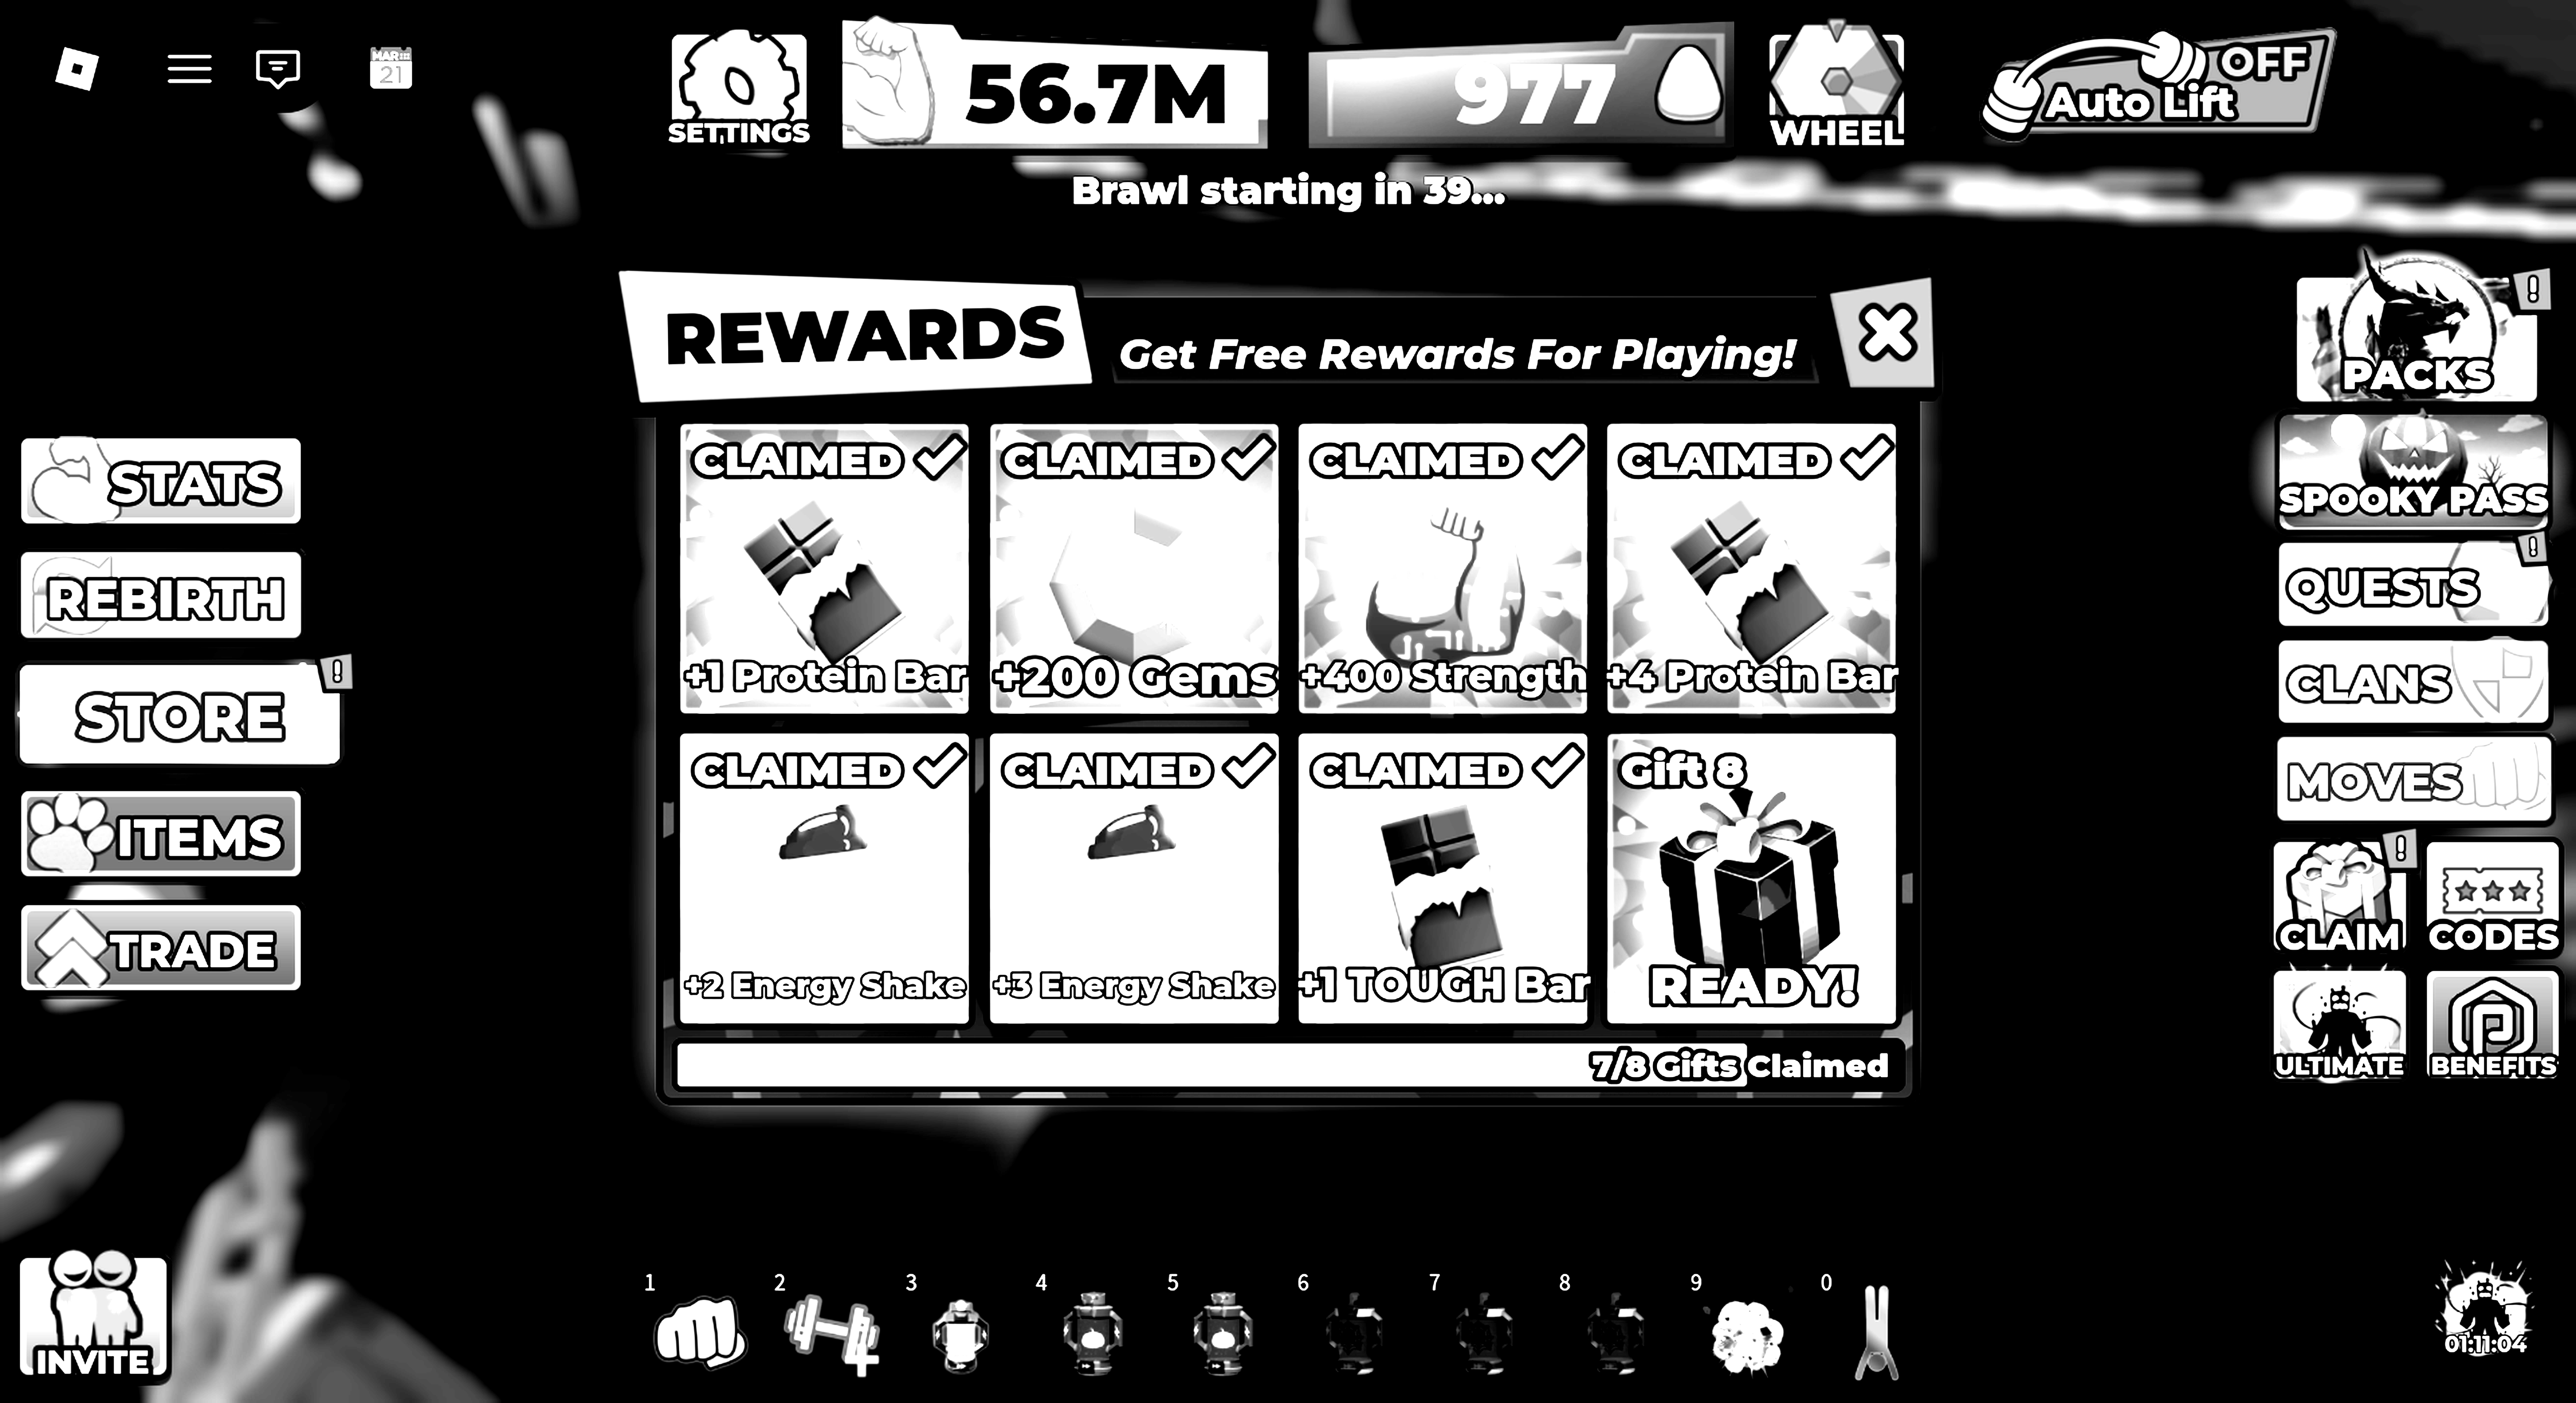 MAR
21
SETTINGS
56.7M
977
WHEEL
OFF
Auto Lift
Brawl starting in 39...
REWARDS
Get Free Rewards For Playing!
CLAIMED
CLAIMED
CLAIMED
CLAIMED
+1 Protein Bar
+200 Gems
+400 Strength
+4 Protein Bar
CLAIMED
CLAIMED
CLAIMED
Gift 8
+2 Energy Shake
+3 Energy Shake
+1 TOUGH Bar
READY!
7/8 Gifts Claimed
STATS
REBIRTH
!
STORE
ITEMS
TRADE
INVITE
!
PACKS
SPOOKY PASS
!
QUESTS
CLANS
MOVES
!
CLAIM
CODES
ULTIMATE
BENEFITS
1
2
3
4
5
6
7
8
9
0
01:11:04